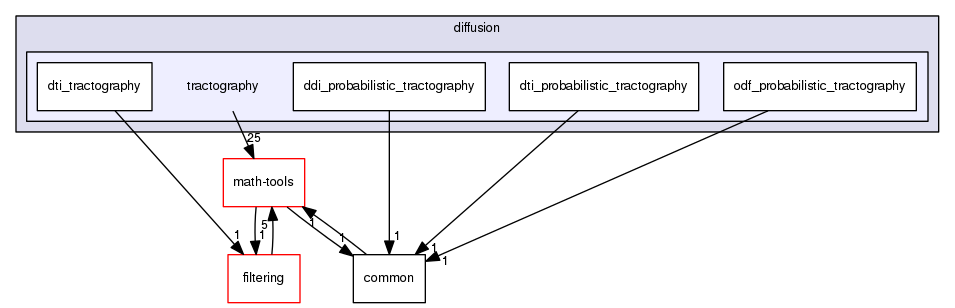 diffusion
dti_tractography
tractography
ddi_probabilistic_tractography
dti_probabilistic_tractography
odf_probabilistic_tractography
25
math-tools
5
1
1
1
1
1
1
1
filtering
common